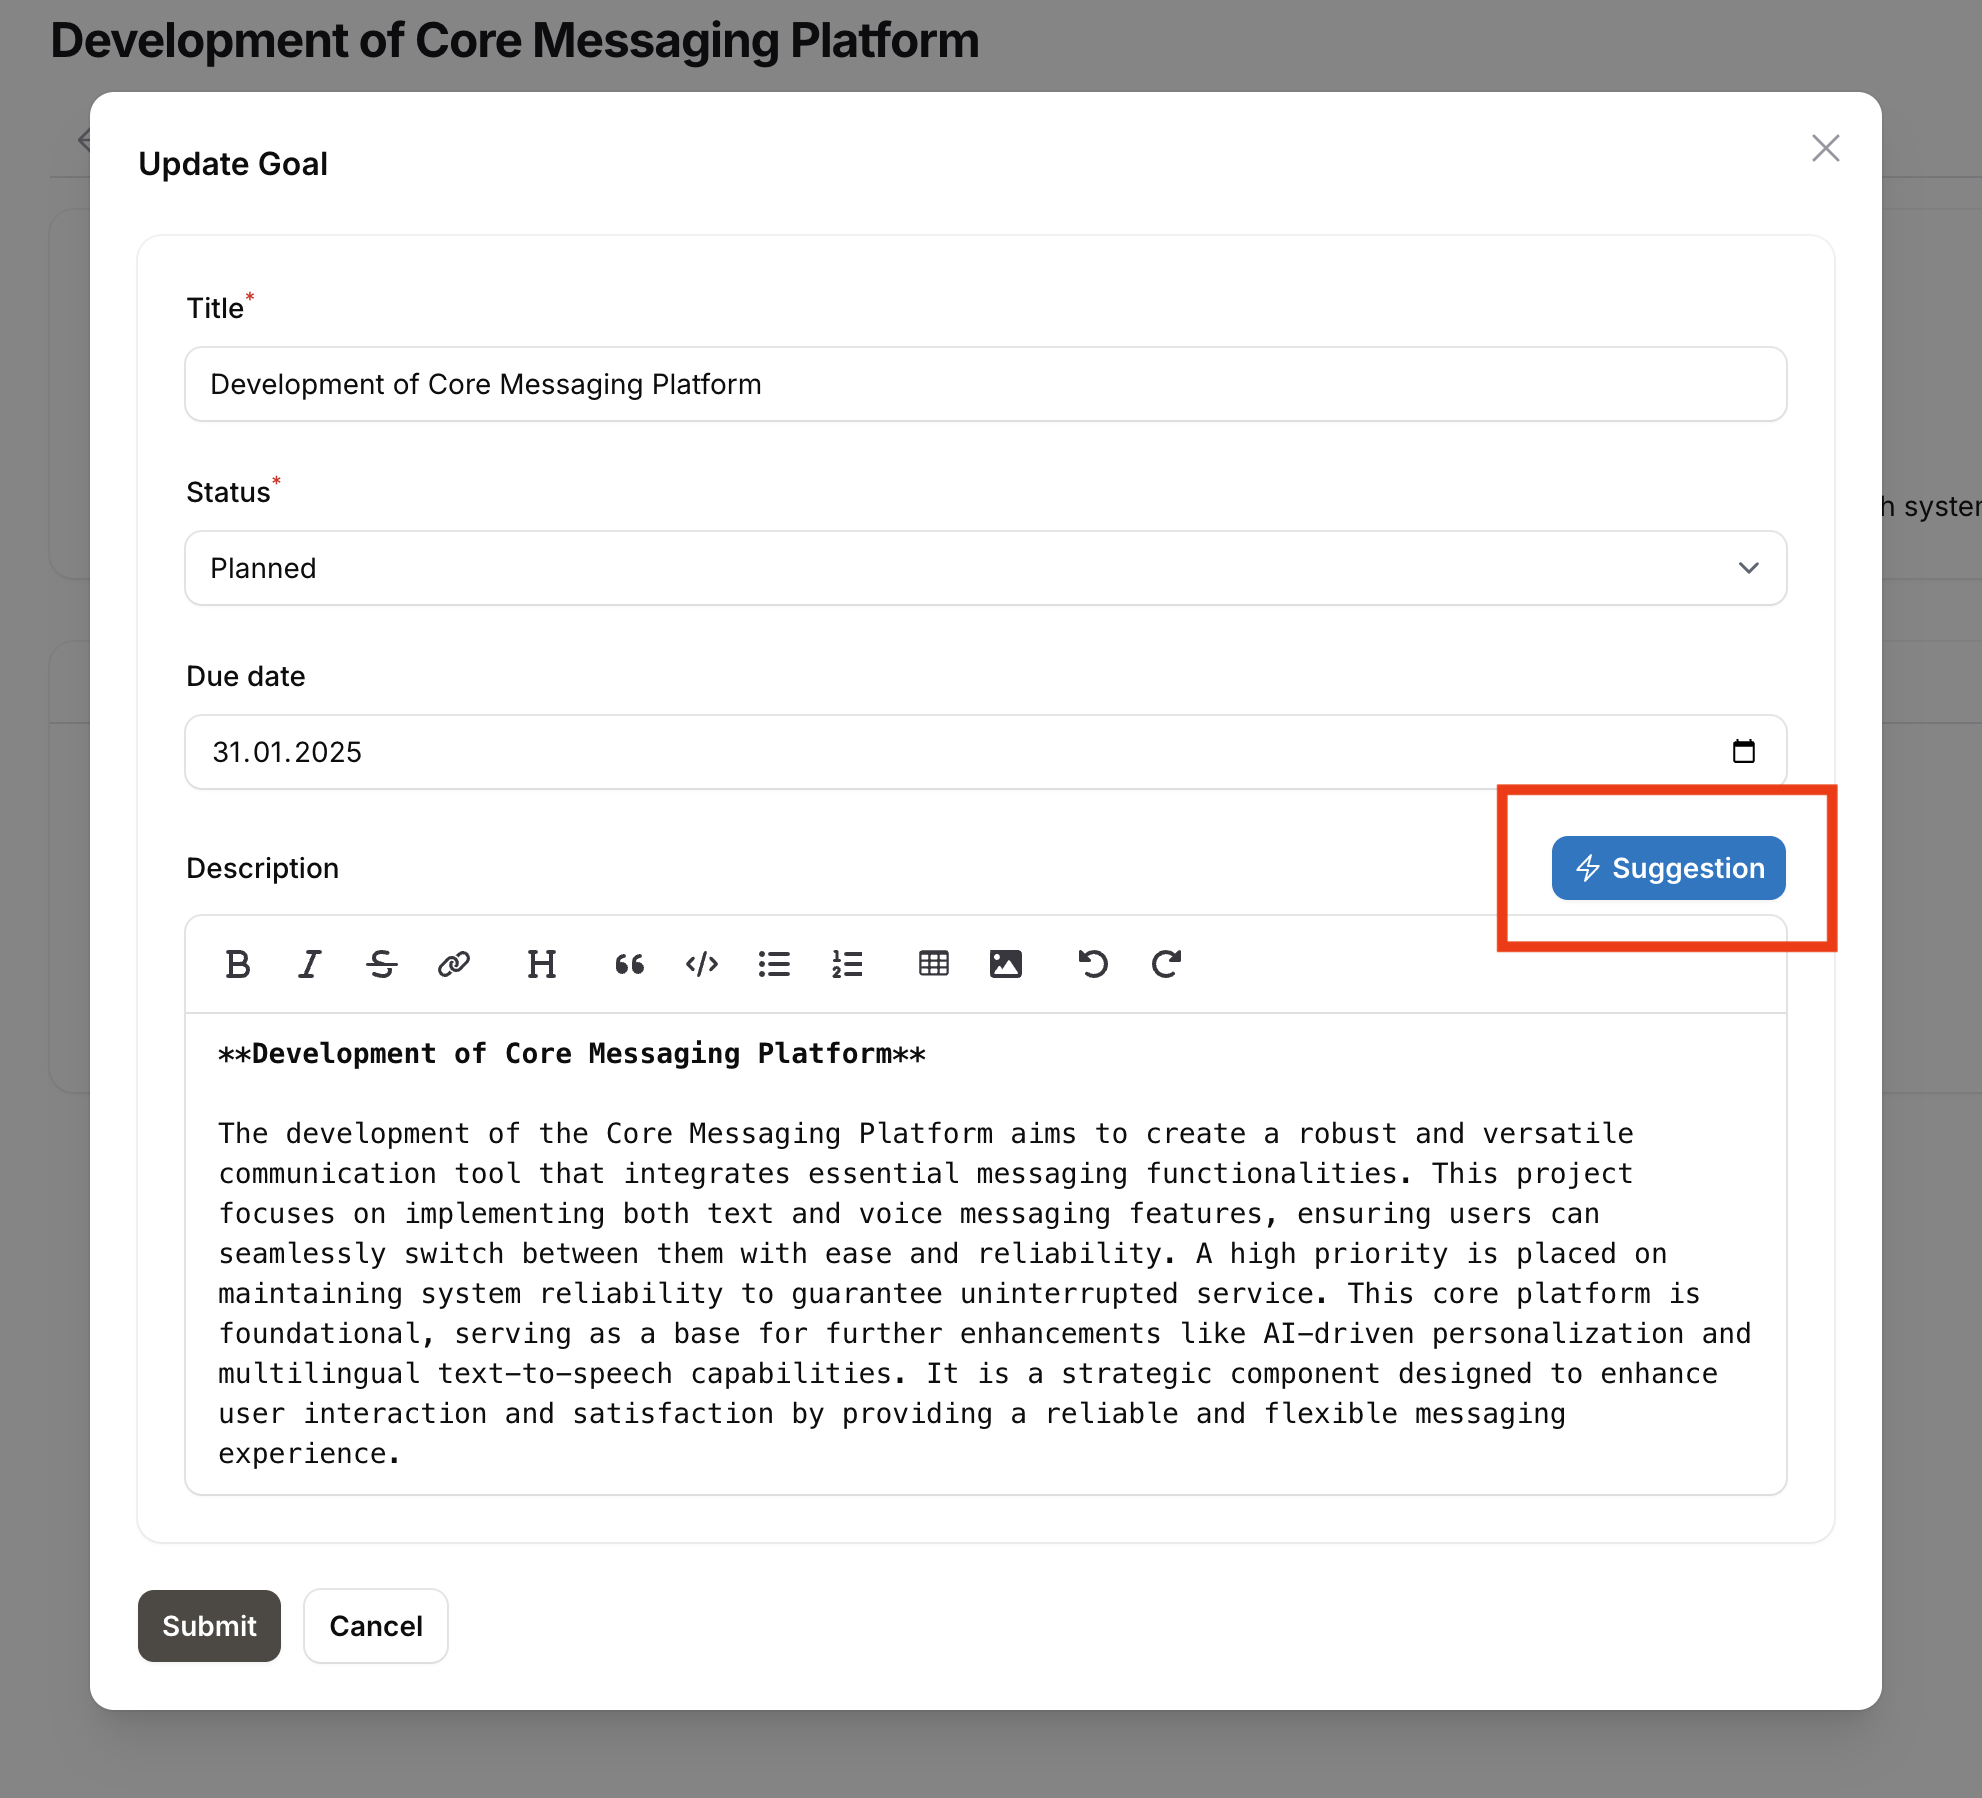 Development of Core Messaging Platform
Update Goal
Title*
Development of Core Messaging Platform
Status*
Planned
h syster
Due date
31.01.2025
Description
Suggestion
**Development of Core Messaging Platform**
The development of the Core Messaging Platform aims to create a robust and versatile
communication tool that integrates essential messaging functionalities. This project
focuses on implementing both text and voice messaging features, ensuring users can
seamlessly switch between them with ease and reliability. A high priority is placed on
maintaining system reliability to guarantee uninterrupted service. This core platform is
foundational, serving as a base for further enhancements like AI-driven personalization and
multilingual text-to-speech capabilities. It is a strategic component designed to enhance
user interaction and satisfaction by providing a reliable and flexible messaging
experience.
Submit
Cancel